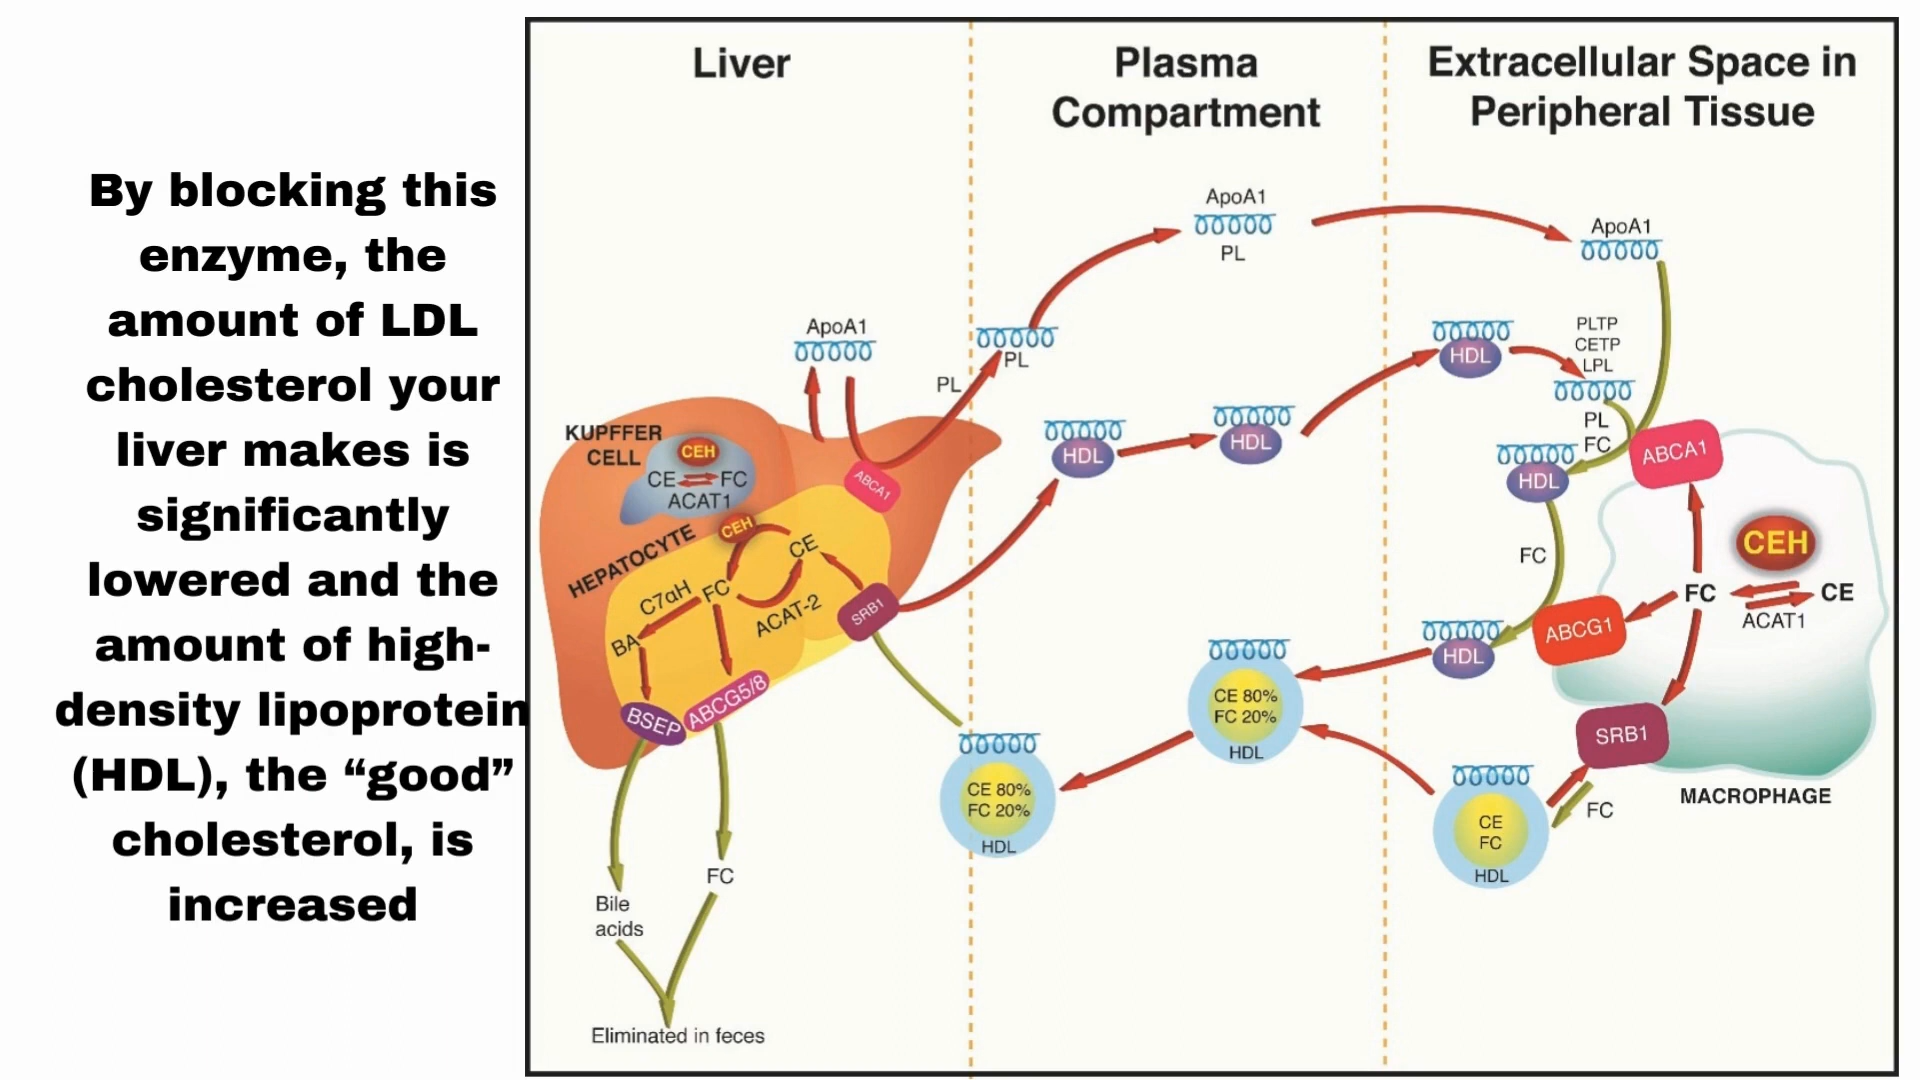 By blocking this
enzyme, the
amount of LDL
cholesterol your
liver makes is
significantly
lowered and the
amount of high-
density lipoprotein
(HDL), the “good”
cholesterol, is
increased
Liver
Plasma
Compartment
Extracellular Space in
Peripheral Tissue
ApoA1
PL
ApoA1
ApoA1
PL
PL
KUPFFER
CELL
CEH
CE FC
ACAT1
ABCA1
HEPATOCYTE
CEH
CE
FC
C7αH
ACAT-2
BA
SRB1
BSEP
ABCG5/8
Bile
acids
FC
Eliminated in feces
HDL
HDL
HDL
PLTP
CETP
LPL
PL
FC
HDL
ABCA1
FC
CEH
FC
CE
ACAT1
ABCG1
HDL
SRB1
MACROPHAGE
CE 80%
FC 20%
HDL
CE 80%
FC 20%
HDL
CE
FC
HDL
FC